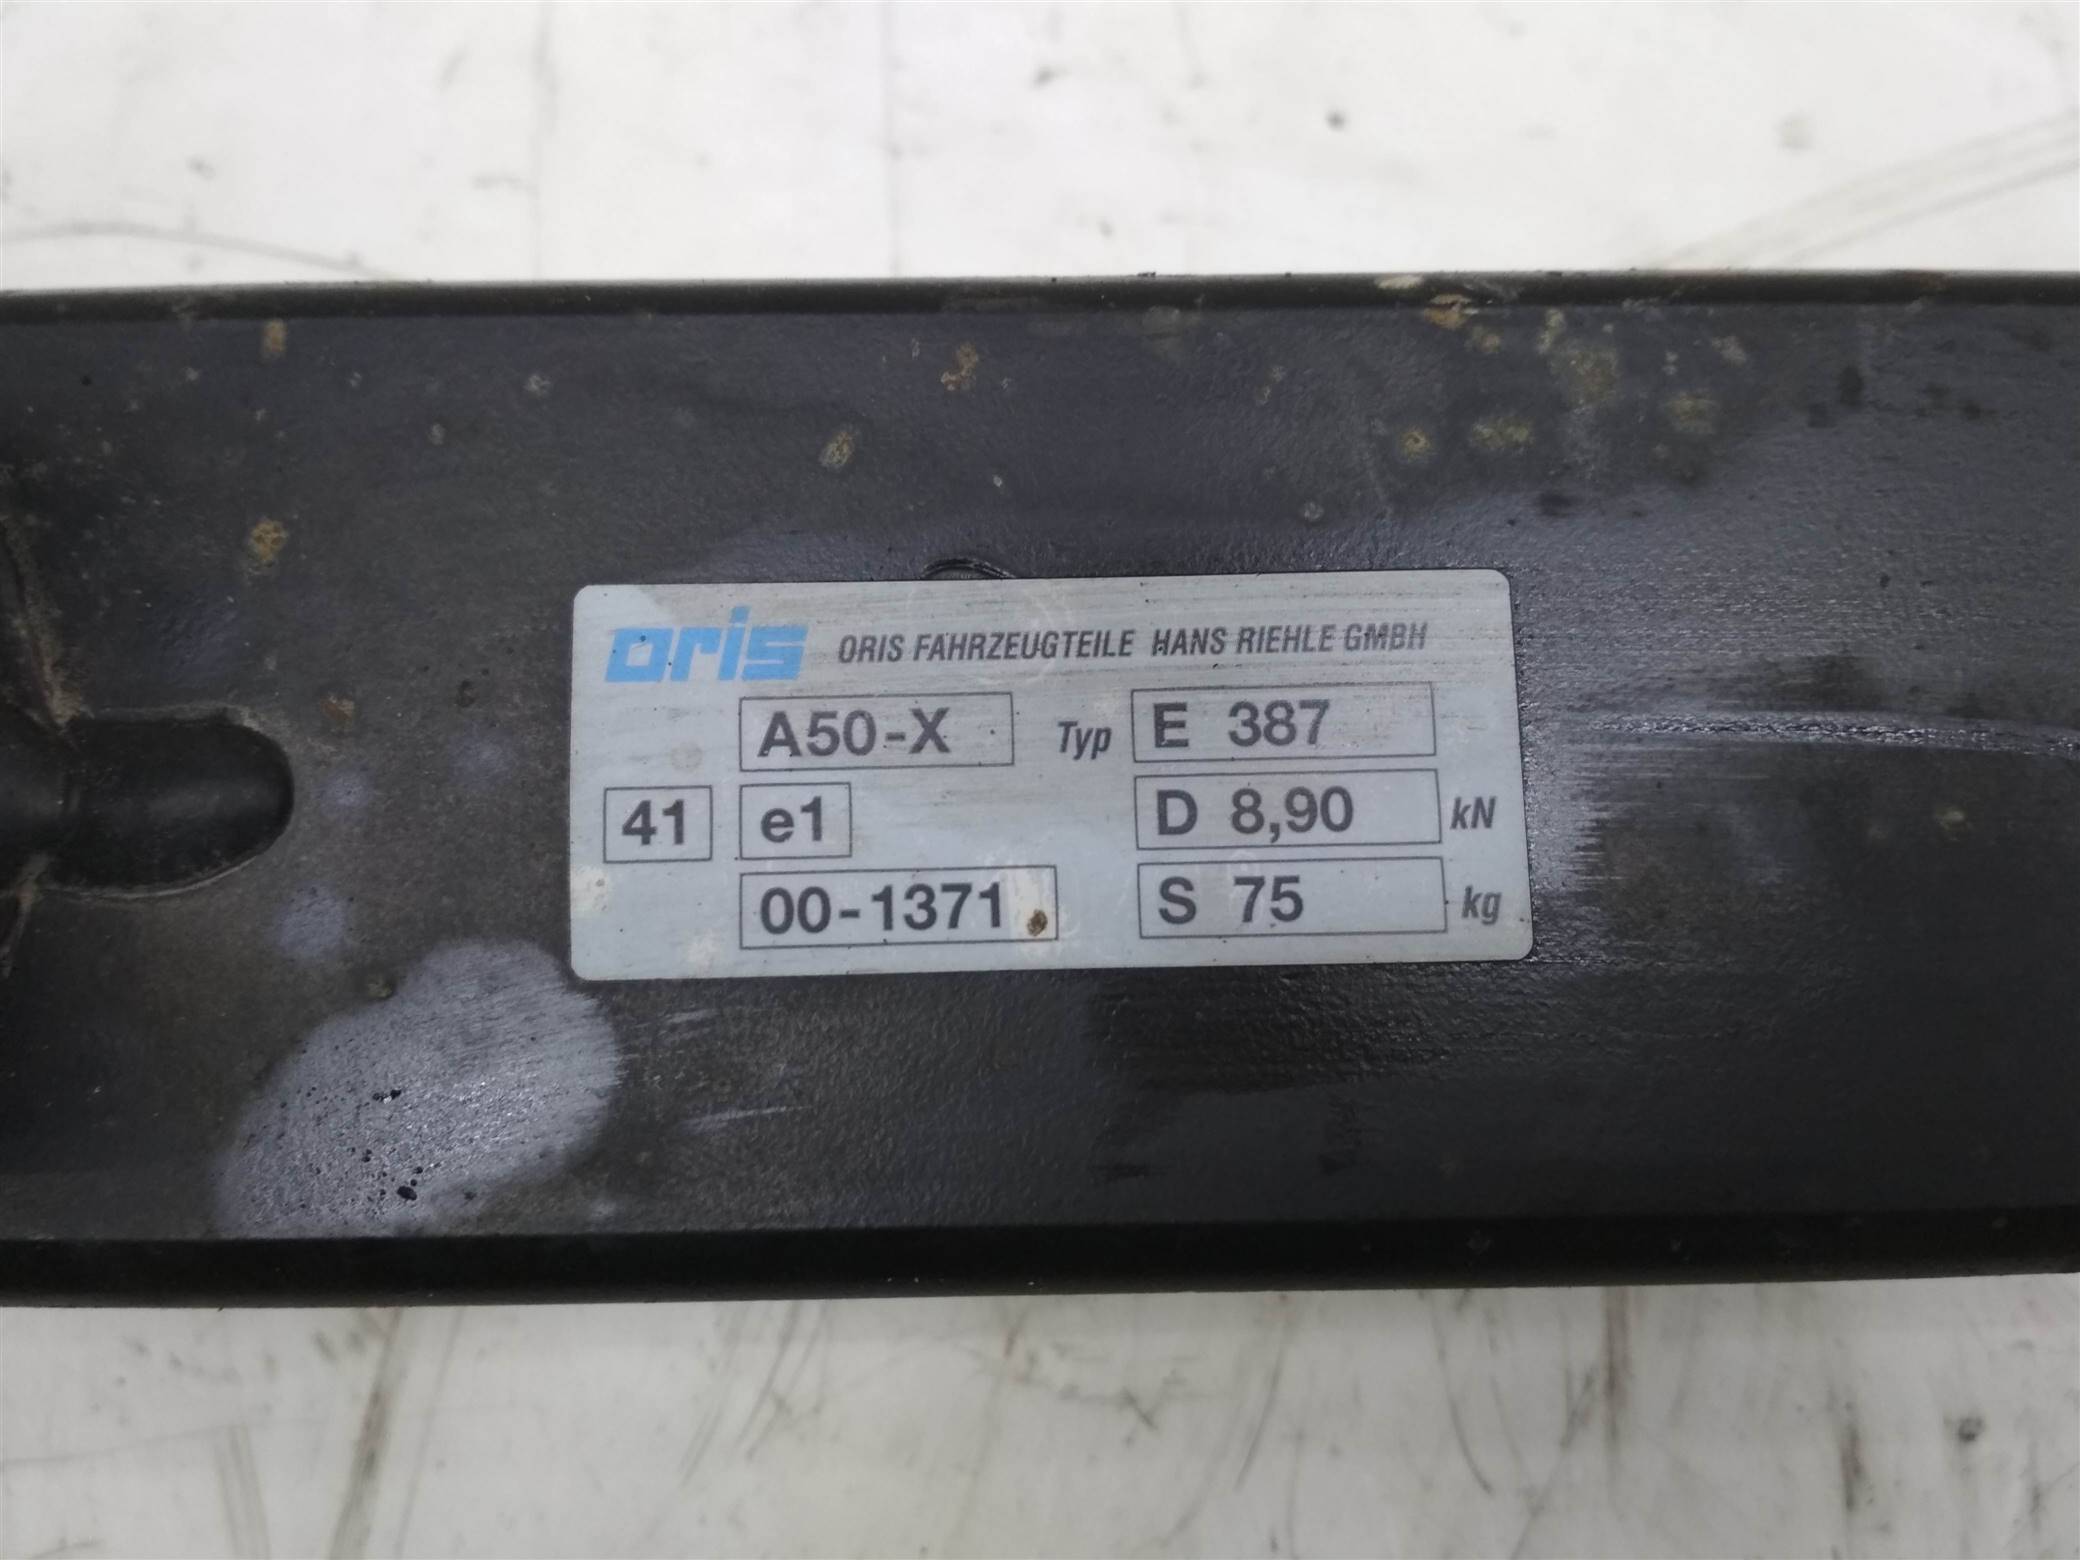 oris ORIS FAHRZEUGTEILE HANS RIEHLE GMBH
A50-X Typ E 387
41 e1 D 8,90 kN
00-1371 S 75 kg